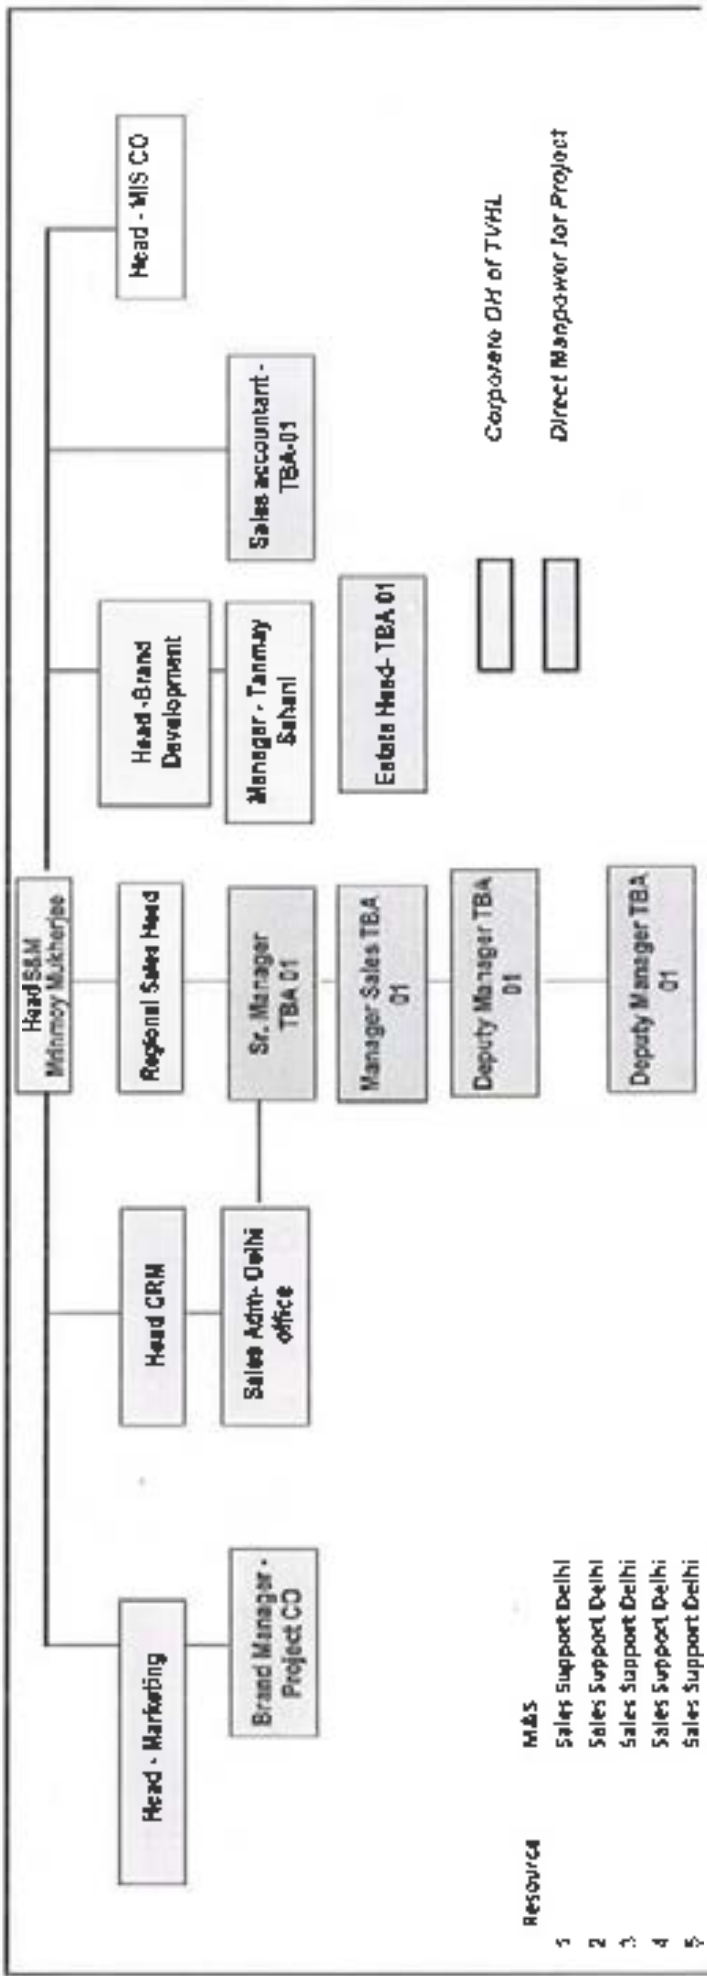 Head S&M
Mrinmoy Mukherjee
Head - Marketing
Head CRM
Regional Sales Head
Head -Brand
Development
Head - MIS CO
Brand Manager -
Project CO
Sales Adm- Delhi
office
Sr. Manager
TBA 01
Manager - Tanmay
Sahani
Sales accountant -
TBA-01
Manager Sales TBA
01
Estate Head- TBA 01
Deputy Manager TBA
01
Deputy Manager TBA
01
Corporate OH of TVHL
Direct Manpower for Project
Resource M&S
1 Sales Support Delhi
2 Sales Support Delhi
3 Sales Support Delhi
4 Sales Support Delhi
5 Sales Support Delhi